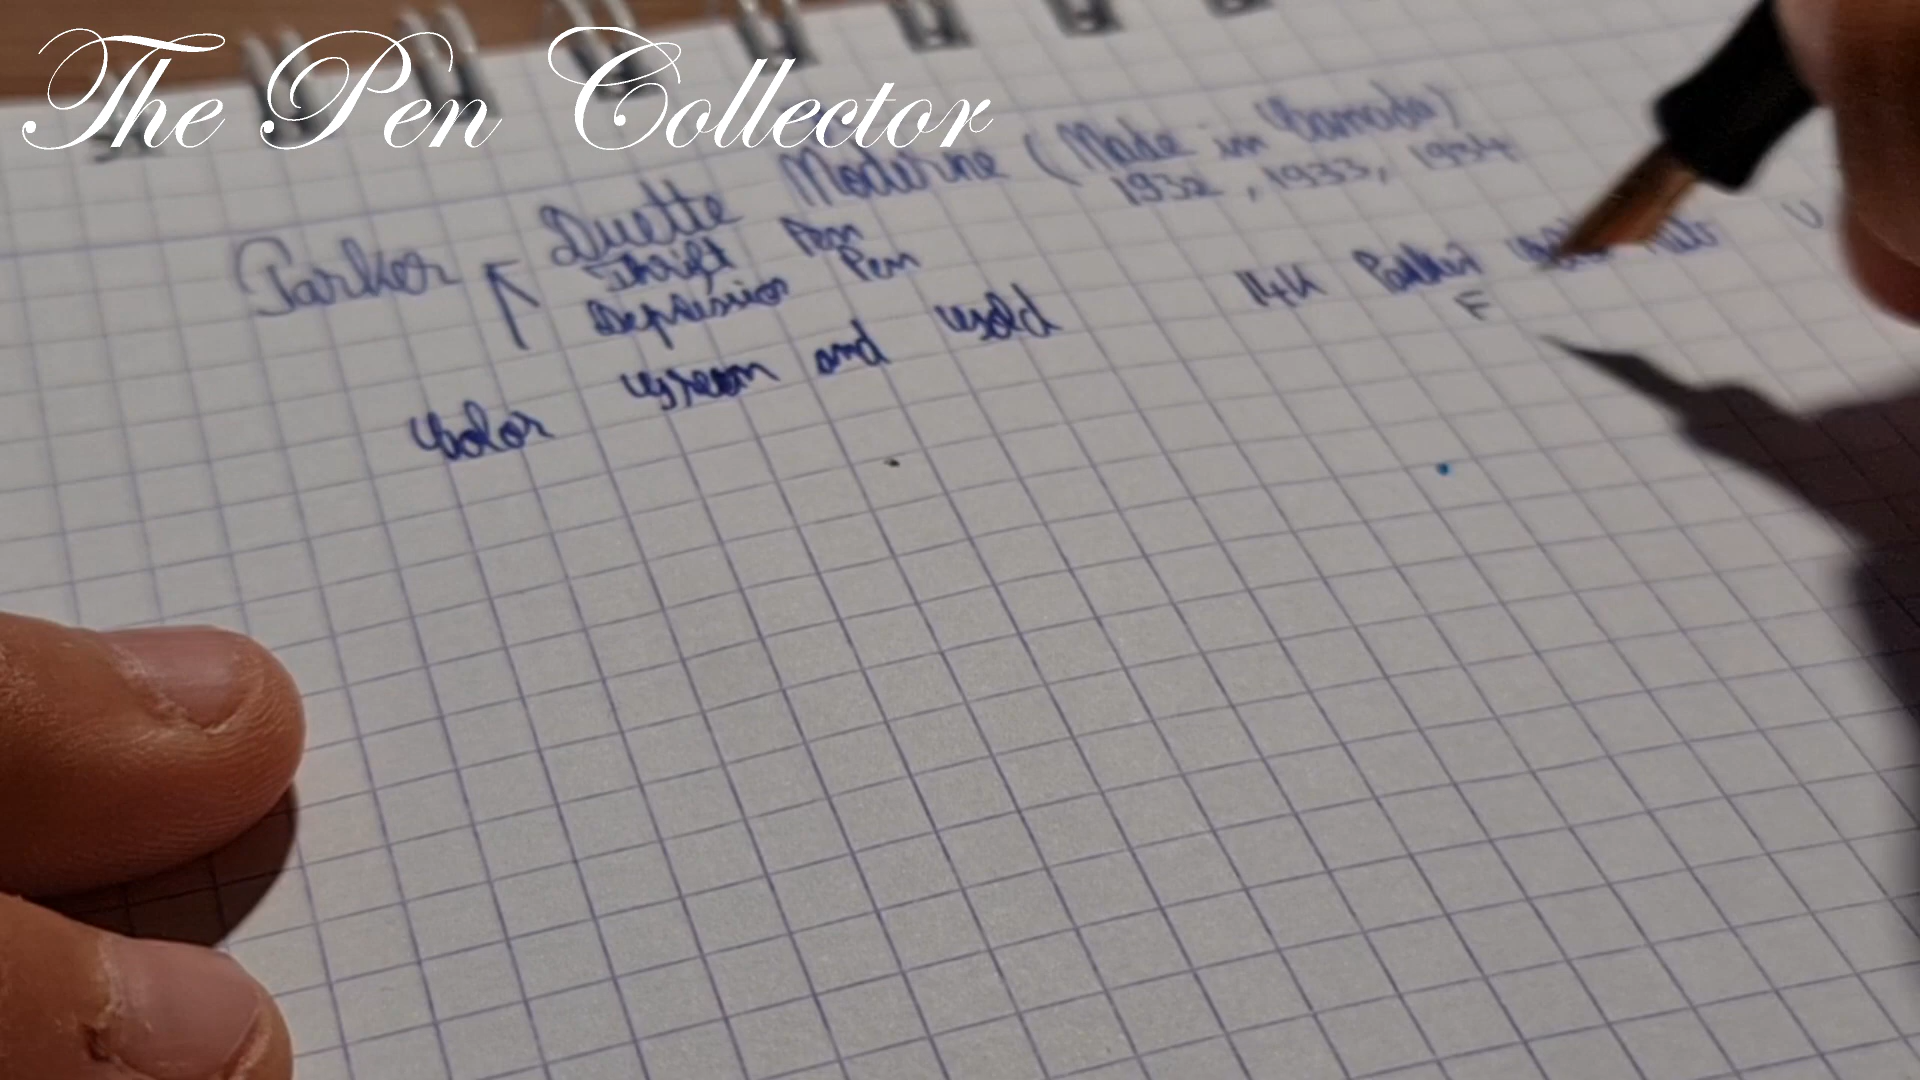 The Pen Collector
Parker Duette Moderne (Made in Canada)
1932, 1933, 1934
Thrift Pen
Depression Pen
14K Parker
F
Color Green and Gold